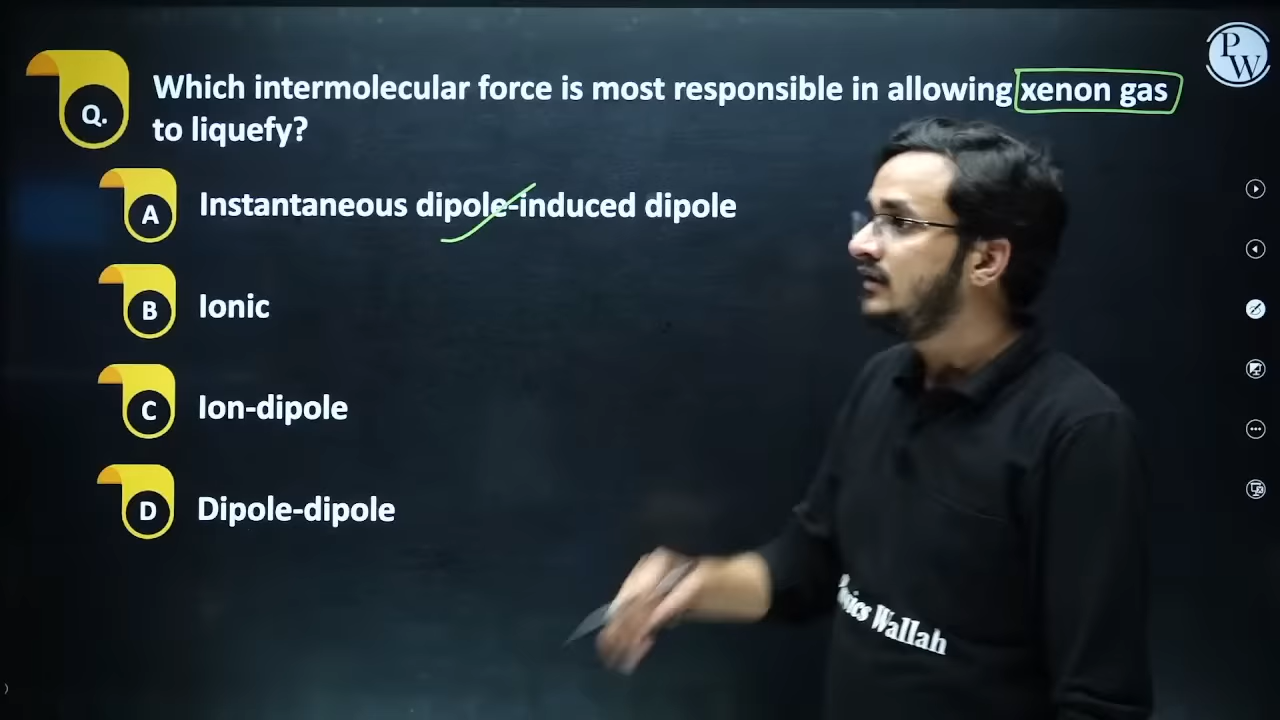 PW
Q.
Which intermolecular force is most responsible in allowing xenon gas
to liquefy?
A
Instantaneous dipole-induced dipole
B
Ionic
C
Ion-dipole
D
Dipole-dipole
Wallah